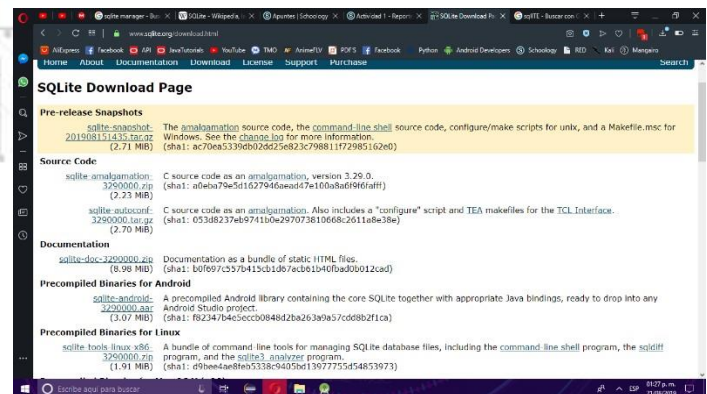 sqlite manager - Bu
SQLite - Wikipedia, l
Apuntes | Schoology
Actividad 1 - Report
SQLite Download P
sqlITE - Buscar con
www.sqlite.org/download.html
AliExpress Facebook API JavaTutorials YouTube TMO AnimeFLV PDF'S Facebook Python Android Developers Schoology RED Kali Mangairo
Home About Documentation Download License Support Purchase Search
SQLite Download Page
Pre-release Snapshots
sqlite-snapshot- The amalgamation source code, the command-line shell source code, configure/make scripts for unix, and a Makefile.msc for
201908151435.tar.gz Windows. See the change log for more information.
(2.71 MiB) (sha1: ac70ea5339db02dd25e823c798811f72985162e0)
Source Code
sqlite-amalgamation- C source code as an amalgamation, version 3.29.0.
3290000.zip (sha1: a0eba79e5d1627946aead47e100a8a6f9f6fafff)
(2.23 MiB)
sqlite-autoconf- C source code as an amalgamation. Also includes a "configure" script and TEA makefiles for the TCL Interface.
3290000.tar.gz (sha1: 053d8237eb9741b0e297073810668c2611a8e38e)
(2.70 MiB)
Documentation
sqlite-doc-3290000.zip Documentation as a bundle of static HTML files.
(8.98 MiB) (sha1: b0f697c557b415cb1d67acb61b40fbad0b012cad)
Precompiled Binaries for Android
sqlite-android- A precompiled Android library containing the core SQLite together with appropriate Java bindings, ready to drop into any
3290000.aar Android Studio project.
(3.07 MiB) (sha1: f82347b4e5eccb0848d2ba263a9a57cdd8b2f1ca)
Precompiled Binaries for Linux
sqlite-tools-linux-x86- A bundle of command-line tools for managing SQLite database files, including the command-line shell program, the sqldiff
3290000.zip program, and the sqlite3_analyzer program.
(1.91 MiB) (sha1: d9bee4ae8feb5338c9405bd13977755d54853973)
Escribe aquí para buscar
ESP
01:27 p. m.